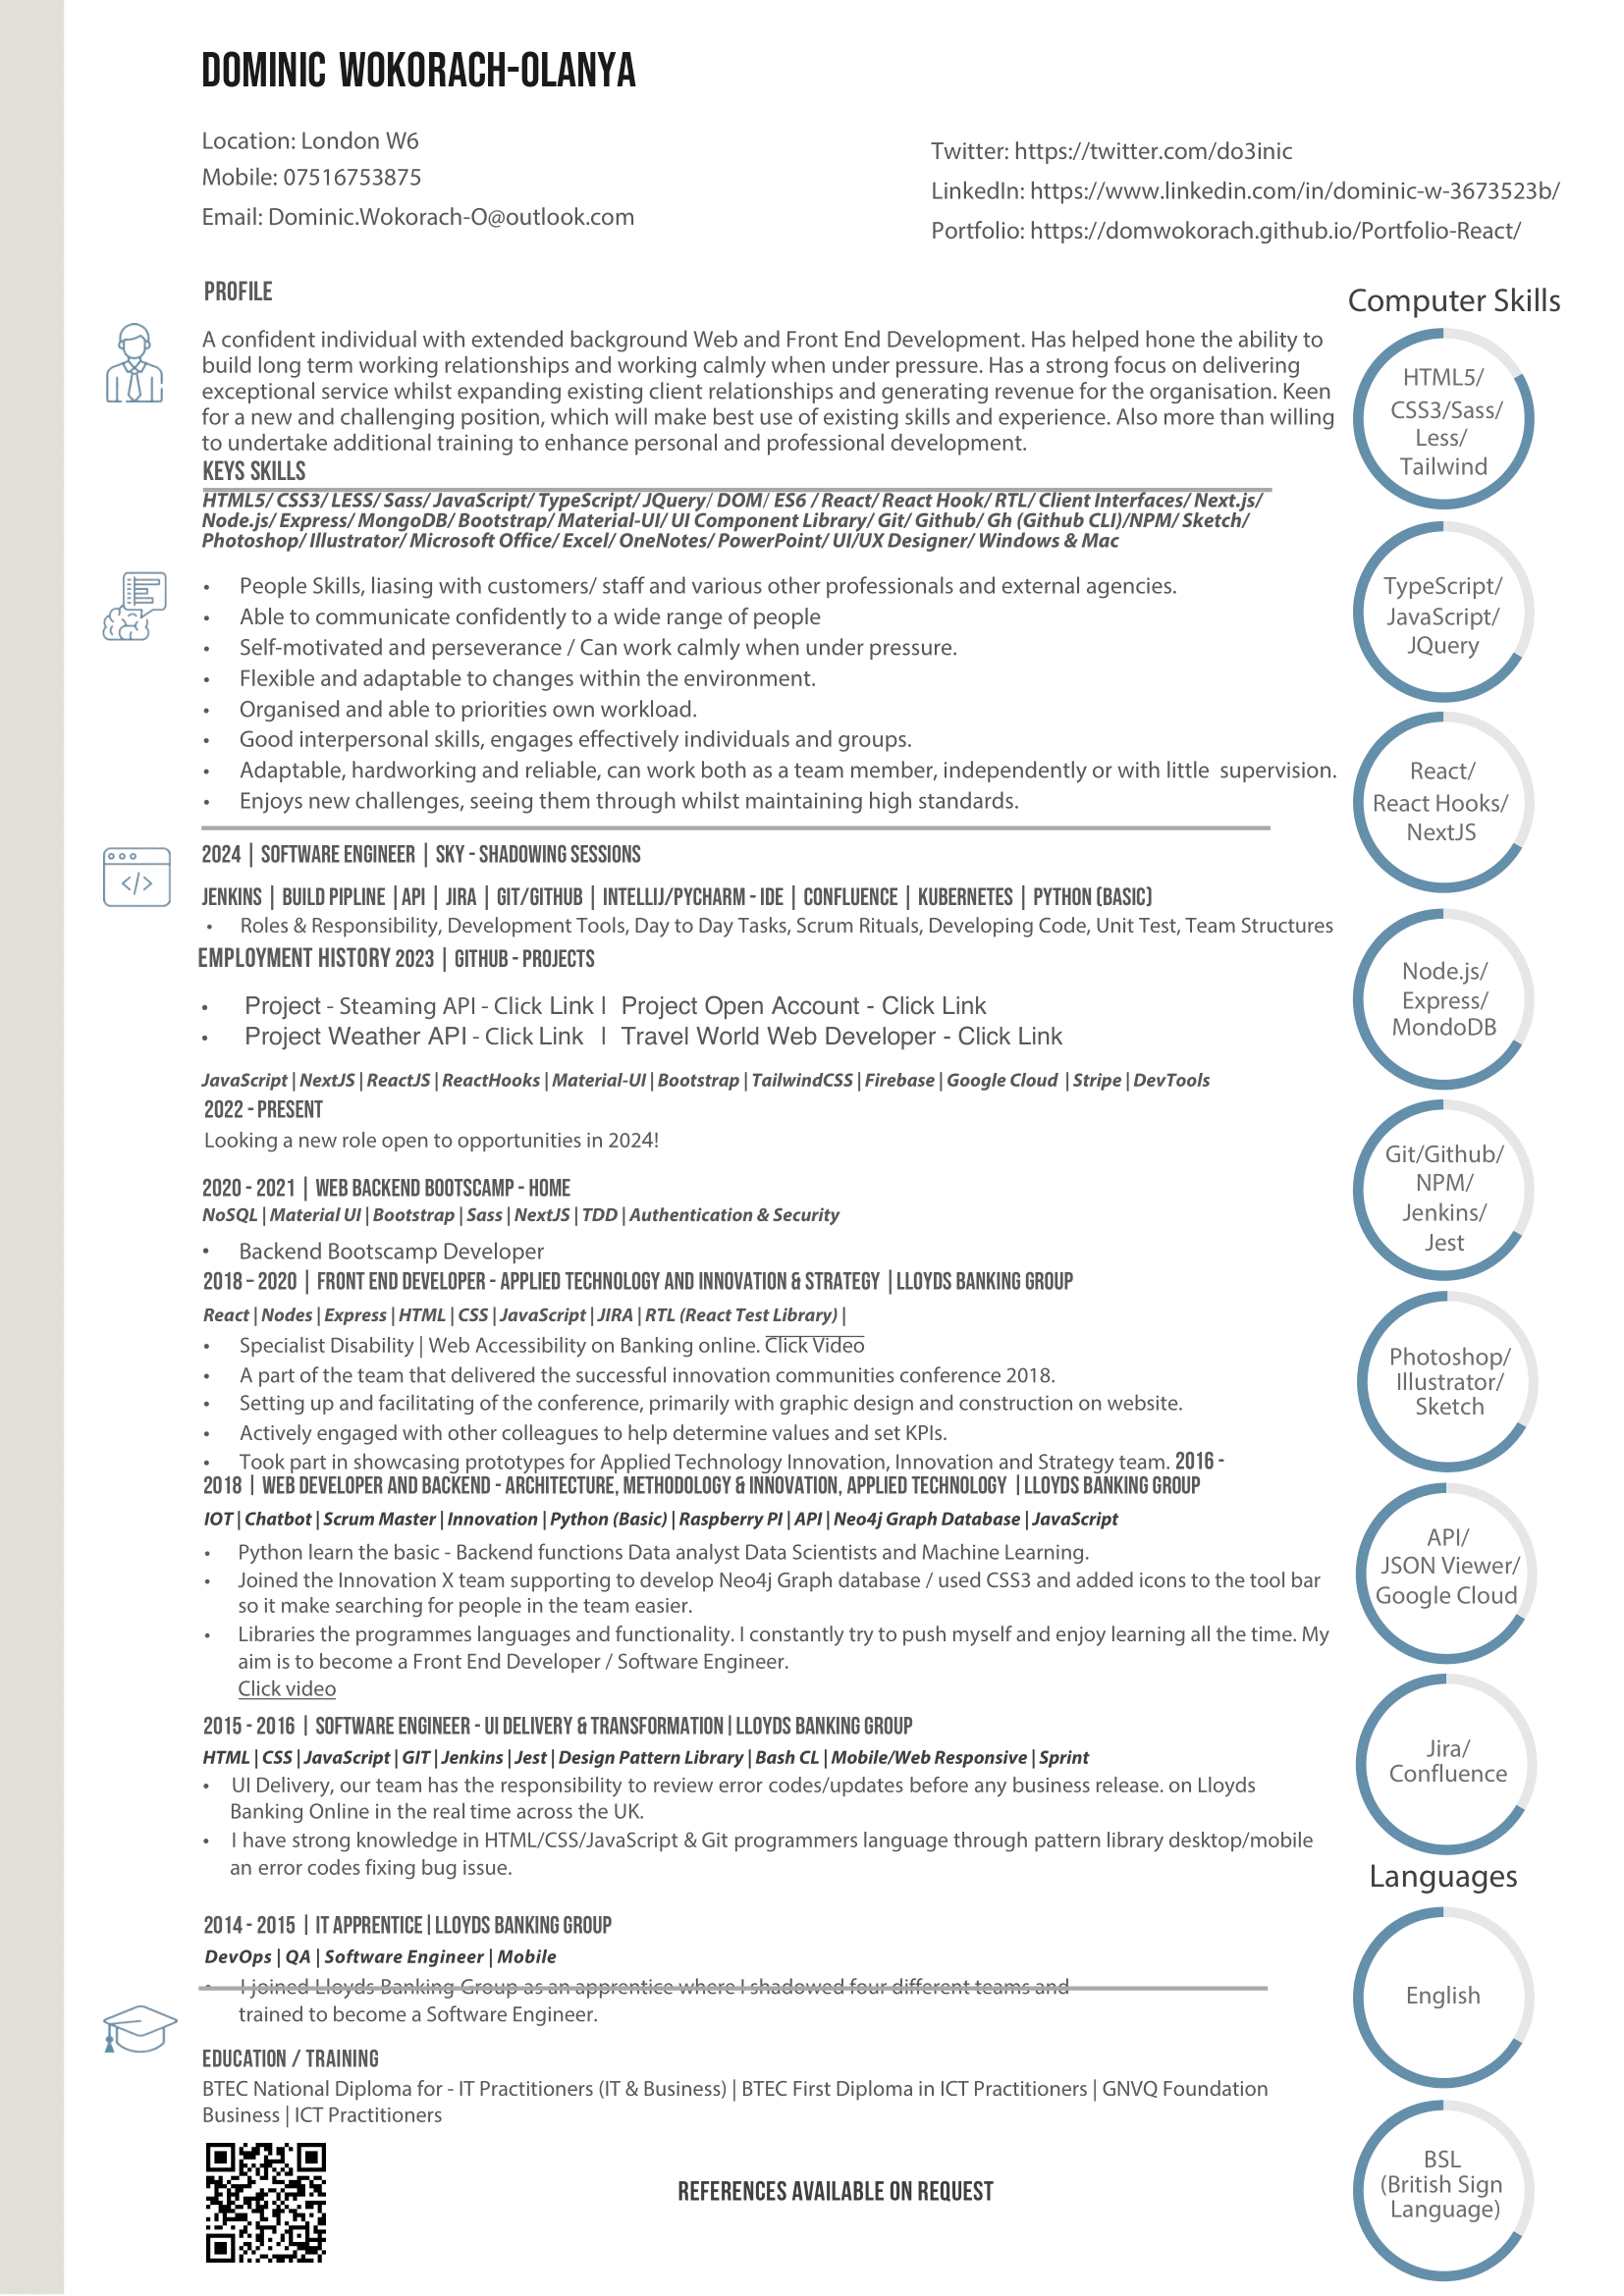 DOMINIC WOKORACH-OLANYA
Location: London W6
Mobile: 07516753875
Email: Dominic.Wokorach-O@outlook.com
Twitter: https://twitter.com/do3inic
LinkedIn: https://www.linkedin.com/in/dominic-w-3673523b/
Portfolio: https://domwokorach.github.io/Portfolio-React/
PROFILE
A confident individual with extended background Web and Front End Development. Has helped hone the ability to
build long term working relationships and working calmly when under pressure. Has a strong focus on delivering
exceptional service whilst expanding existing client relationships and generating revenue for the organisation. Keen
for a new and challenging position, which will make best use of existing skills and experience. Also more than willing
to undertake additional training to enhance personal and professional development.
KEYS SKILLS
HTML5/ CSS3/ LESS/ Sass/ JavaScript/ TypeScript/ JQuery/ DOM/ ES6 / React/ React Hook/ RTL/ Client Interfaces/ Next.js/
Node.js/ Express/ MongoDB/ Bootstrap/ Material-UI/ UI Component Library/ Git/ Github/ Gh (Github CLI)/NPM/ Sketch/
Photoshop/ Illustrator/ Microsoft Office/ Excel/ OneNotes/ PowerPoint/ UI/UX Designer/ Windows & Mac
• People Skills, liasing with customers/ staff and various other professionals and external agencies.
• Able to communicate confidently to a wide range of people
• Self-motivated and perseverance / Can work calmly when under pressure.
• Flexible and adaptable to changes within the environment.
• Organised and able to priorities own workload.
• Good interpersonal skills, engages effectively individuals and groups.
• Adaptable, hardworking and reliable, can work both as a team member, independently or with little supervision.
• Enjoys new challenges, seeing them through whilst maintaining high standards.
2024 | SOFTWARE ENGINEER | SKY - SHADOWING SESSIONS
JENKINS | BUILD PIPLINE | API | JIRA | GIT/GITHUB | INTELLIJ/PYCHARM - IDE | CONFLUENCE | KUBERNETES | PYTHON (BASIC)
• Roles & Responsibility, Development Tools, Day to Day Tasks, Scrum Rituals, Developing Code, Unit Test, Team Structures
EMPLOYMENT HISTORY 2023 | GITHUB - PROJECTS
• Project - Steaming API - Click Link l Project Open Account - Click Link
• Project Weather API - Click Link l Travel World Web Developer - Click Link
JavaScript | NextJS | ReactJS | ReactHooks | Material-UI | Bootstrap | TailwindCSS | Firebase | Google Cloud | Stripe | DevTools
2022 - PRESENT
Looking a new role open to opportunities in 2024!
2020 - 2021 | WEB BACKEND BOOTSCAMP - HOME
NoSQL | Material UI | Bootstrap | Sass | NextJS | TDD | Authentication & Security
• Backend Bootscamp Developer
2018 – 2020 | FRONT END DEVELOPER - APPLIED TECHNOLOGY AND INNOVATION & STRATEGY | LLOYDS BANKING GROUP
React | Nodes | Express | HTML | CSS | JavaScript | JIRA | RTL (React Test Library) |
• Specialist Disability | Web Accessibility on Banking online. Click Video
• A part of the team that delivered the successful innovation communities conference 2018.
• Setting up and facilitating of the conference, primarily with graphic design and construction on website.
• Actively engaged with other colleagues to help determine values and set KPIs.
• Took part in showcasing prototypes for Applied Technology Innovation, Innovation and Strategy team. 2016 -
2018 | WEB DEVELOPER AND BACKEND - ARCHITECTURE, METHODOLOGY & INNOVATION, APPLIED TECHNOLOGY | LLOYDS BANKING GROUP
IOT | Chatbot | Scrum Master | Innovation | Python (Basic) | Raspberry PI | API | Neo4j Graph Database | JavaScript
• Python learn the basic - Backend functions Data analyst Data Scientists and Machine Learning.
• Joined the Innovation X team supporting to develop Neo4j Graph database / used CSS3 and added icons to the tool bar
so it make searching for people in the team easier.
• Libraries the programmes languages and functionality. I constantly try to push myself and enjoy learning all the time. My
aim is to become a Front End Developer / Software Engineer.
Click video
2015 - 2016 | SOFTWARE ENGINEER - UI DELIVERY & TRANSFORMATION | LLOYDS BANKING GROUP
HTML | CSS | JavaScript | GIT | Jenkins | Jest | Design Pattern Library | Bash CL | Mobile/Web Responsive | Sprint
• UI Delivery, our team has the responsibility to review error codes/updates before any business release. on Lloyds
Banking Online in the real time across the UK.
• I have strong knowledge in HTML/CSS/JavaScript & Git programmers language through pattern library desktop/mobile
an error codes fixing bug issue.
2014 - 2015 | IT APPRENTICE | LLOYDS BANKING GROUP
DevOps | QA | Software Engineer | Mobile
• I joined Lloyds Banking Group as an apprentice where I shadowed four different teams and
trained to become a Software Engineer.
EDUCATION / TRAINING
BTEC National Diploma for - IT Practitioners (IT & Business) | BTEC First Diploma in ICT Practitioners | GNVQ Foundation
Business | ICT Practitioners
REFERENCES AVAILABLE ON REQUEST
Computer Skills
HTML5/
CSS3/Sass/
Less/
Tailwind
TypeScript/
JavaScript/
JQuery
React/
React Hooks/
NextJS
Node.js/
Express/
MondoDB
Git/Github/
NPM/
Jenkins/
Jest
Photoshop/
Illustrator/
Sketch
API/
JSON Viewer/
Google Cloud
Jira/
Confluence
Languages
English
BSL
(British Sign
Language)